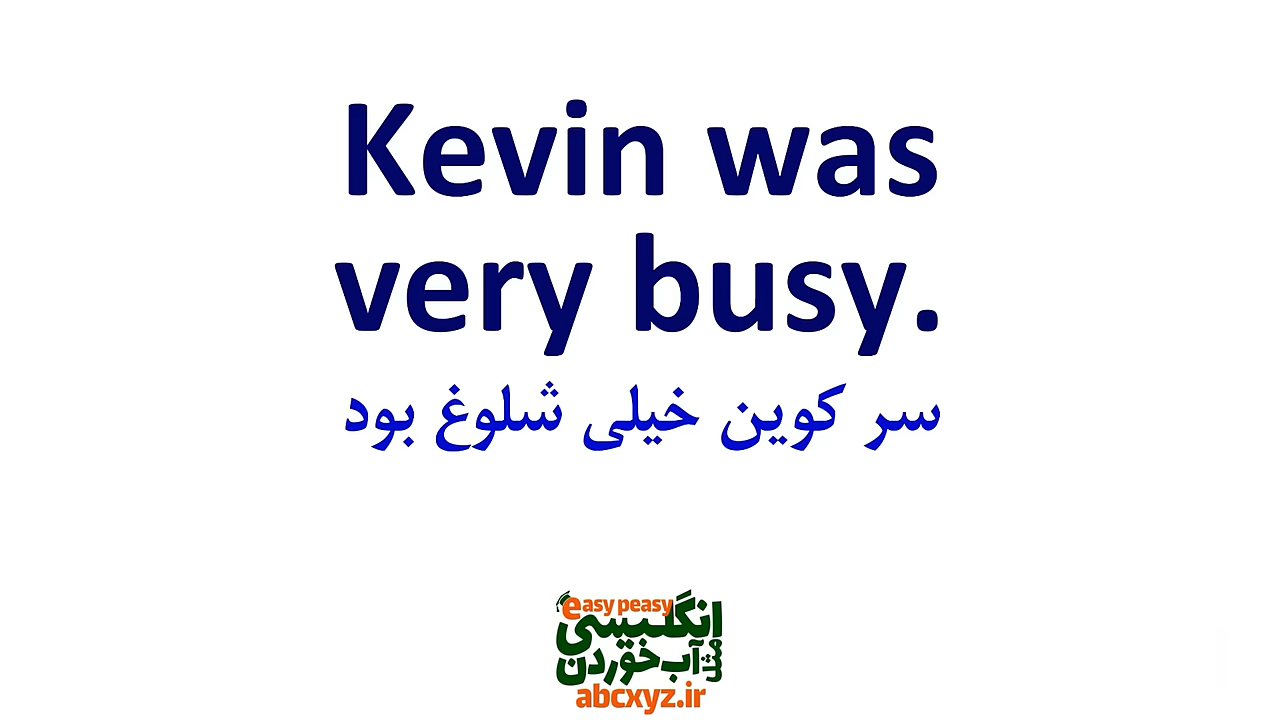 Kevin was
very busy.
سر کوین خیلی شلوغ بود
easy peasy
انگلیسی
مثل آب خوردن
abcxyz.ir